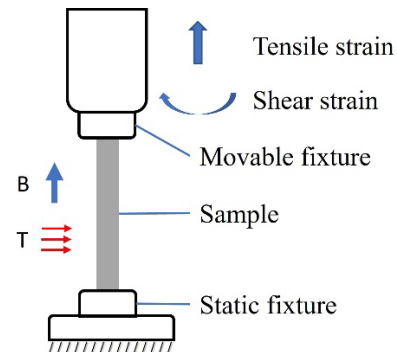 Tensile strain
Shear strain
Movable fixture
B
Sample
T
Static fixture